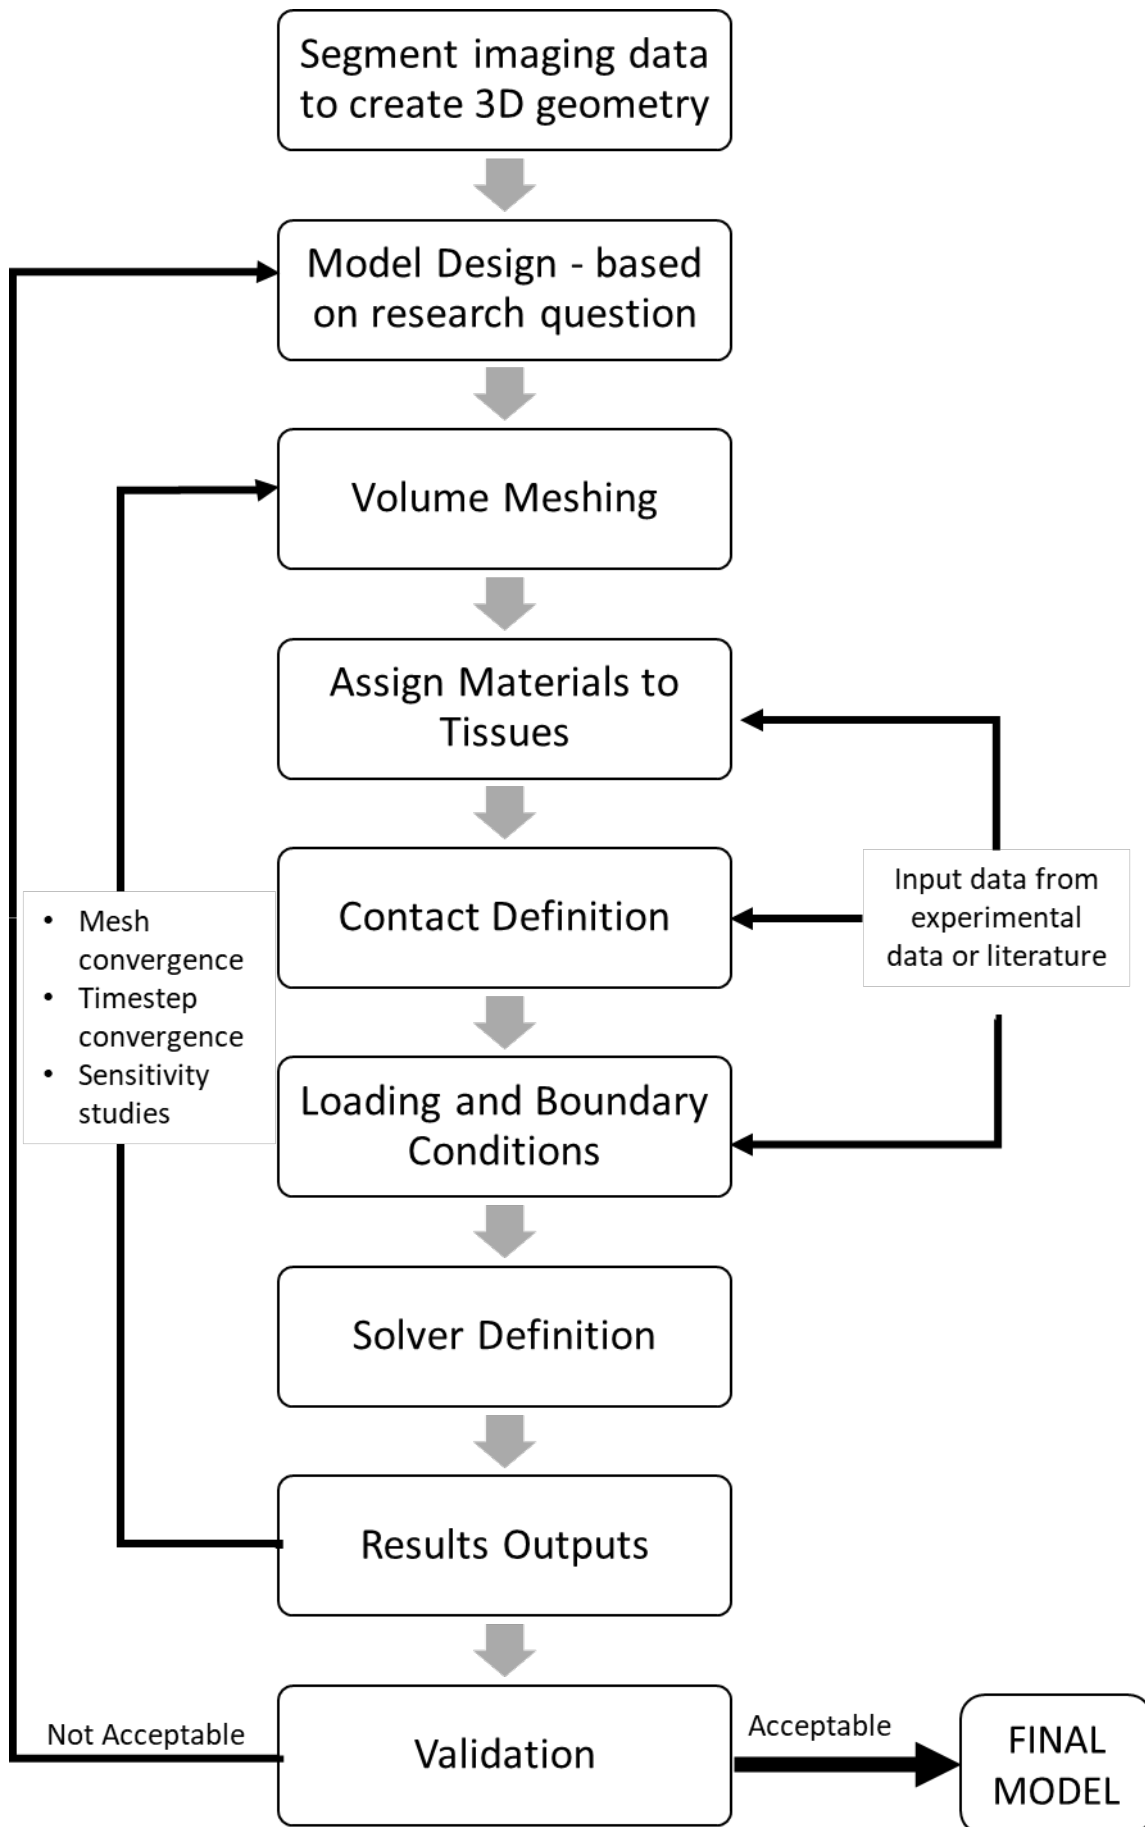 Segment imaging data
to create 3D geometry
Model Design - based
on research question
Volume Meshing
Assign Materials to
Tissues
Contact Definition
Input data from
experimental
data or literature
• Mesh
convergence
• Timestep
convergence
• Sensitivity
studies
Loading and Boundary
Conditions
Solver Definition
Results Outputs
Not Acceptable
Validation
Acceptable
FINAL
MODEL